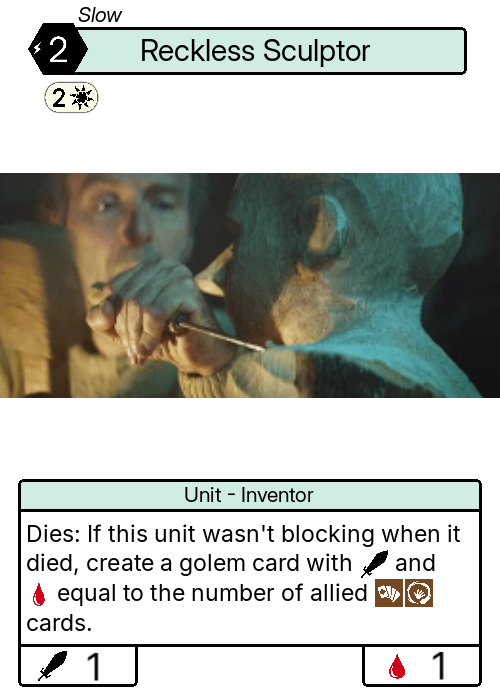 Slow
2
Reckless Sculptor
2
Unit - Inventor
Dies: If this unit wasn't blocking when it
died, create a golem card with and
equal to the number of allied
cards.
1
1